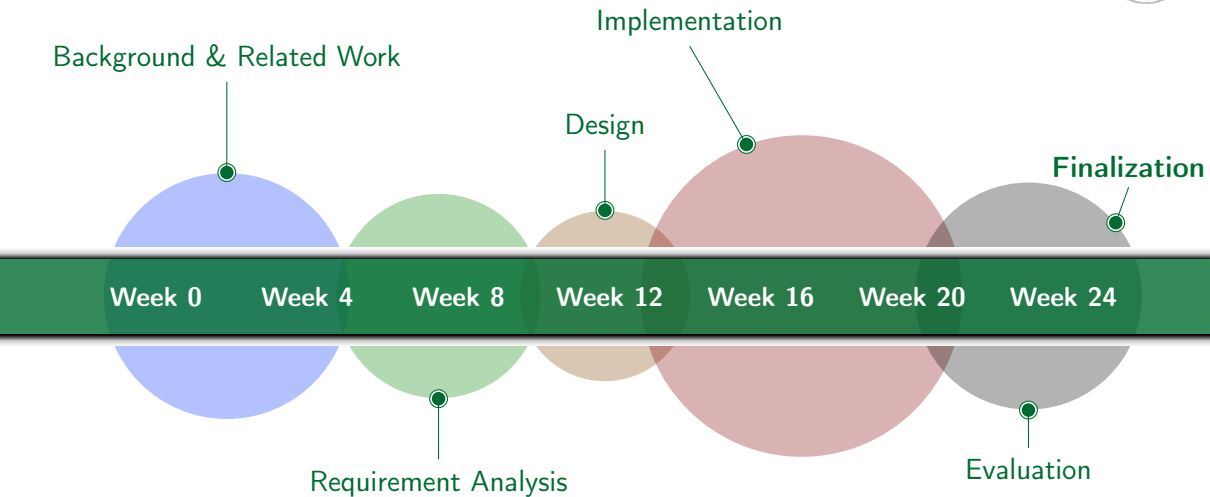 Implementation
Background & Related Work
Design
Finalization
Week 0 Week 4 Week 8 Week 12 Week 16 Week 20 Week 24
Requirement Analysis
Evaluation